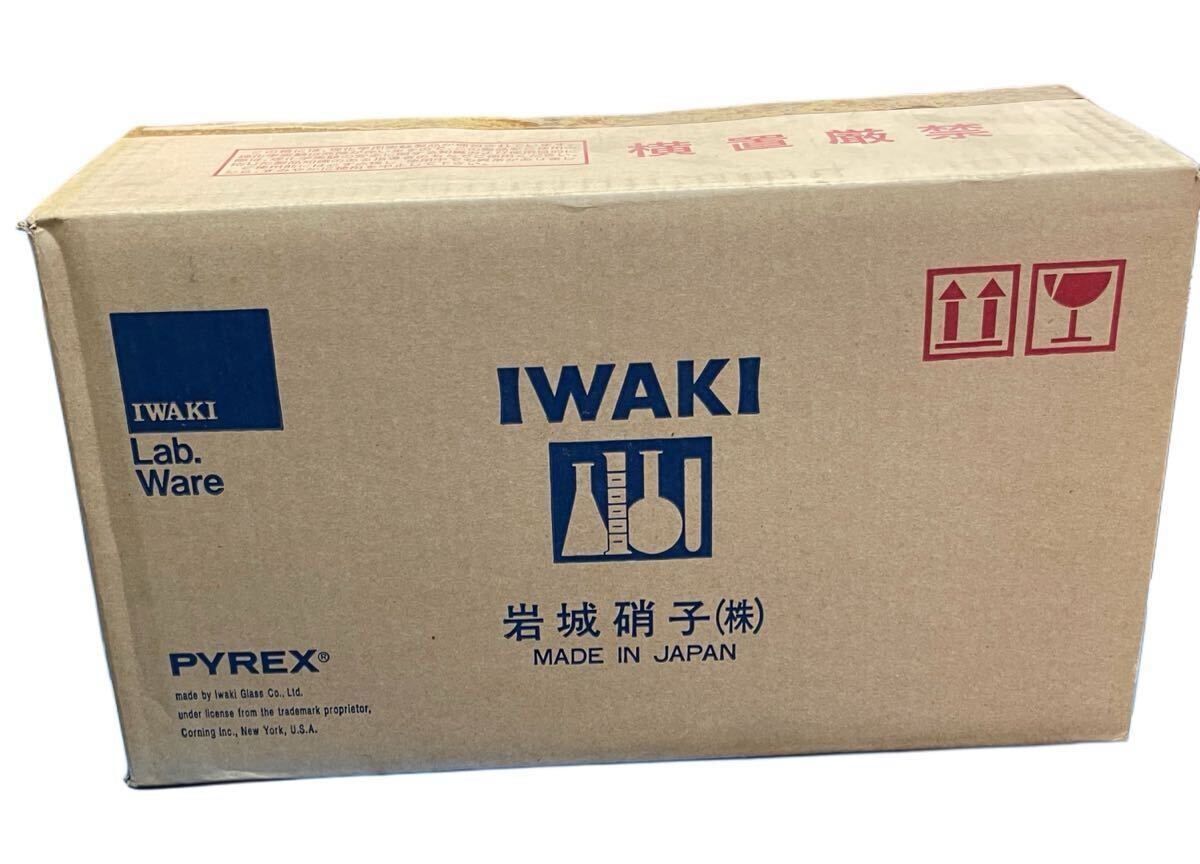 横置厳禁
IWAKI
Lab.
Ware
IWAKI
岩城硝子(株)
MADE IN JAPAN
PYREX®
made by Iwaki Glass Co., Ltd.
under license from the trademark proprietor,
Corning Inc., New York, U.S.A.